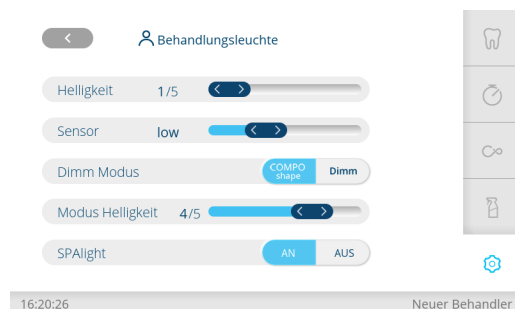 Behandlungsleuchte
Helligkeit 1/5
Sensor low
Dimm Modus COMPO shape Dimm
Modus Helligkeit 4/5
SPAlight AN AUS
16:20:26 Neuer Behandler